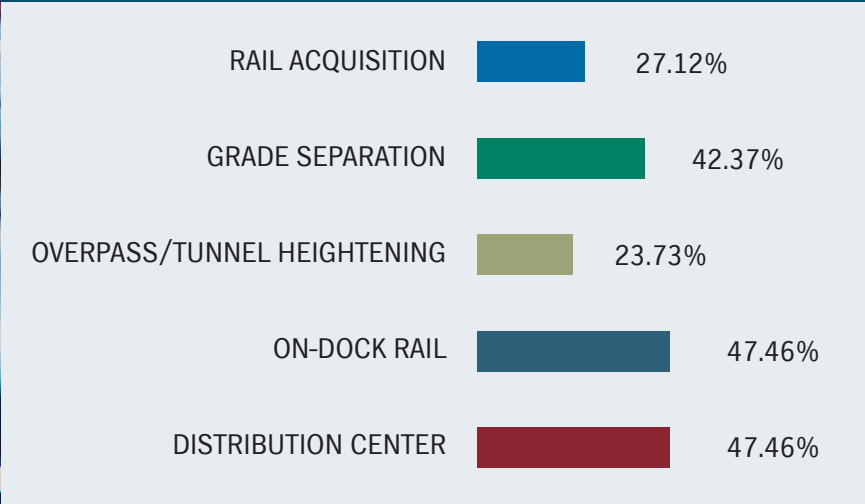 RAIL ACQUISITION 27.12%
GRADE SEPARATION 42.37%
OVERPASS/TUNNEL HEIGHTENING 23.73%
ON-DOCK RAIL 47.46%
DISTRIBUTION CENTER 47.46%